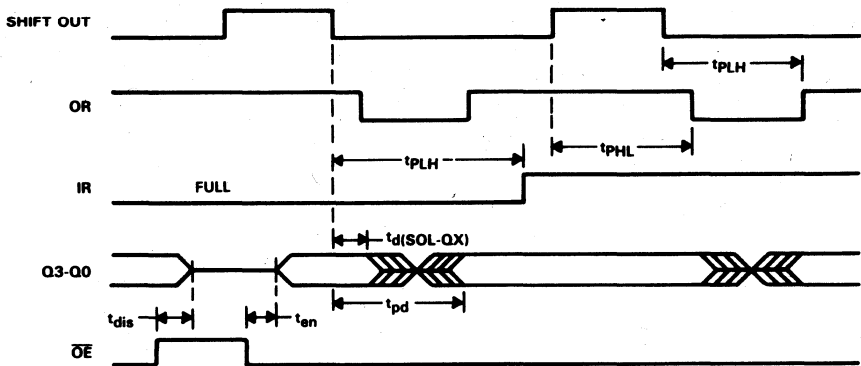 SHIFT OUT
tPLH
OR
tPLH
tPHL
IR
FULL
td(SOL-QX)
Q3-Q0
tdis
ten
tpd
OE